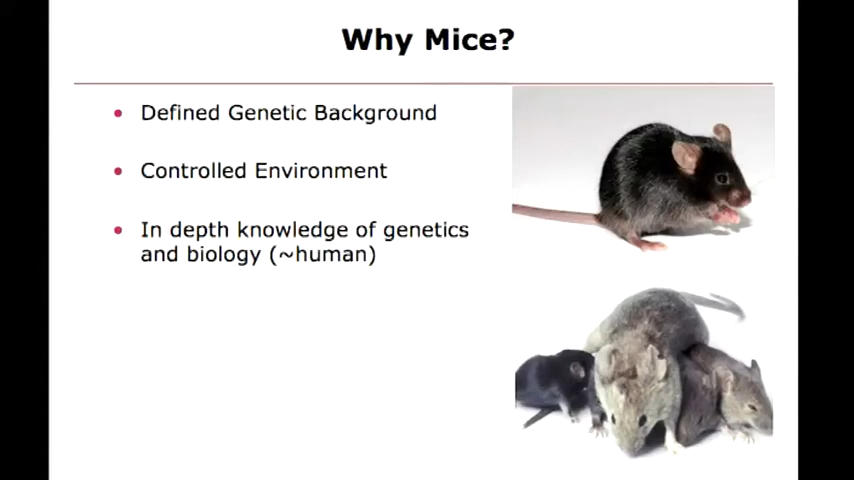 Why Mice?
Defined Genetic Background
Controlled Environment
In depth knowledge of genetics
and biology (~human)